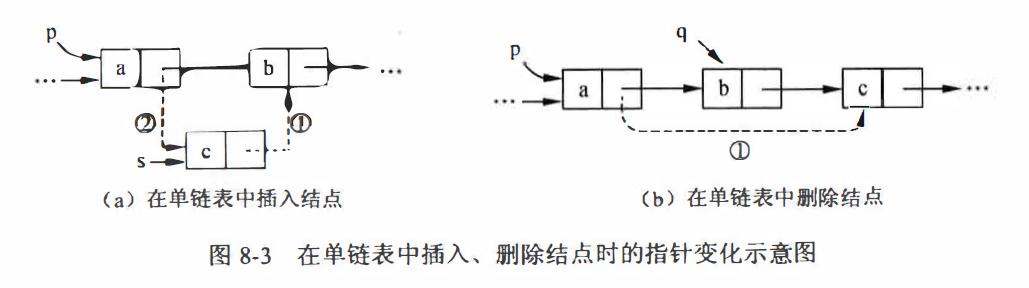 p
a
b
…
…
②
①
s
c
（a）在单链表中插入结点
q
p
a
b
c
…
…
①
（b）在单链表中删除结点
图 8-3 在单链表中插入、删除结点时的指针变化示意图